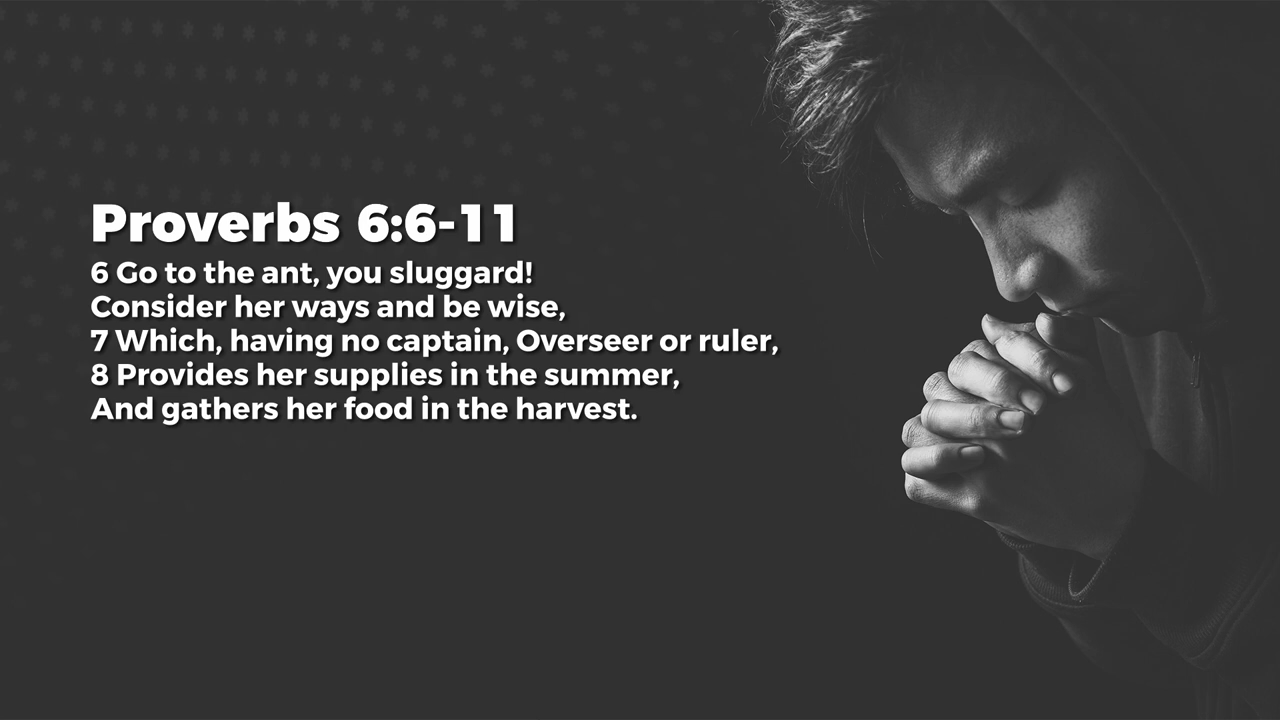 Proverbs 6:6-11
6 Go to the ant, you sluggard!
Consider her ways and be wise,
7 Which, having no captain, Overseer or ruler,
8 Provides her supplies in the summer,
And gathers her food in the harvest.